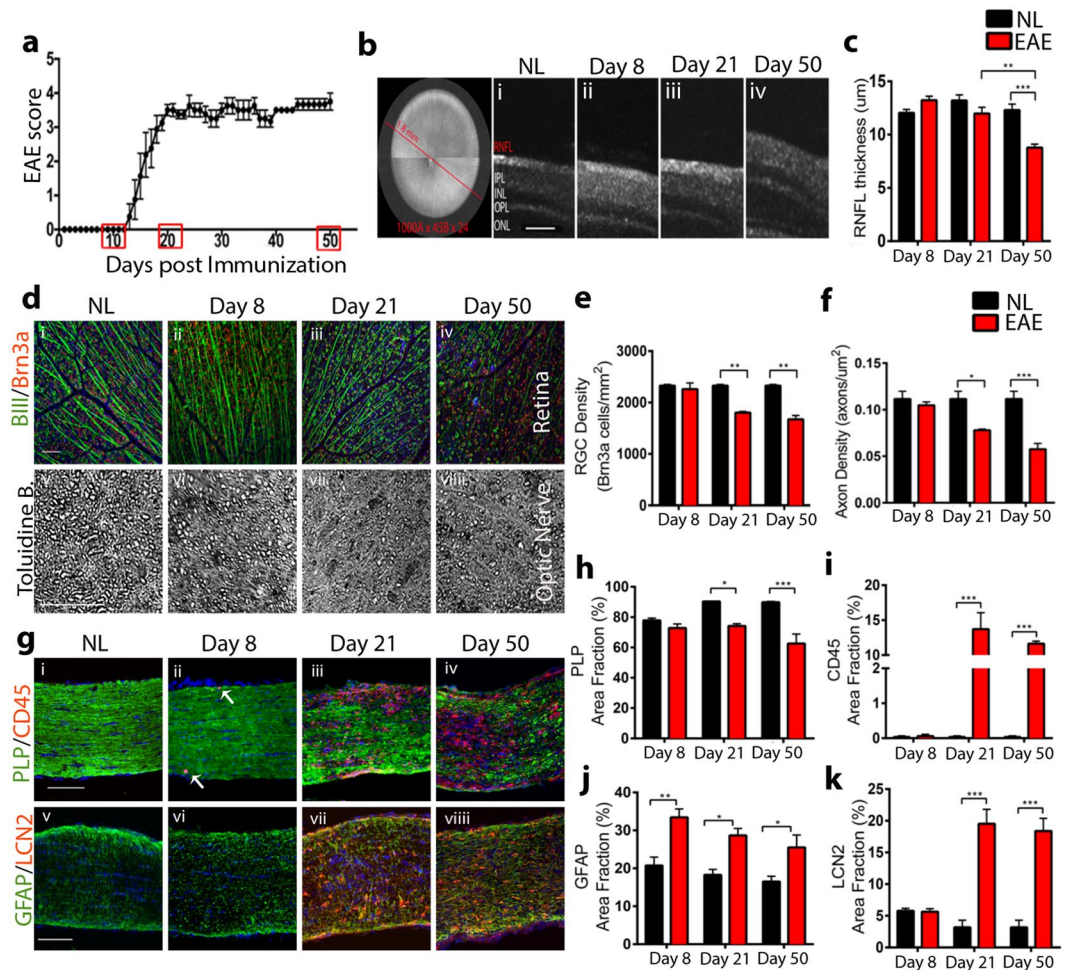 a
EAE score
5
4
3
2
1
0
0
10
20
30
40
50
Days post Immunization
b
NL
Day 8
Day 21
Day 50
i
ii
iii
iv
1.8 mm
1000A x 45B x 24
RNFL
IPL
INL
OPL
ONL
c
NL
EAE
RNFL thickness (um)
15
10
5
0
**
***
Day 8
Day 21
Day 50
d
NL
Day 8
Day 21
Day 50
BIII/Brn3a
i
ii
iii
iv
Retina
Toluidine B.
v
vi
vii
viiii
Optic Nerve
e
RGC Density
(Brn3a cells/mm²)
3000
2000
1000
0
**
**
Day 8
Day 21
Day 50
f
NL
EAE
Axon Density (axons/um²)
0.15
0.10
0.05
0.00
*
***
Day 8
Day 21
Day 50
g
NL
Day 8
Day 21
Day 50
PLP/CD45
i
ii
iii
iv
GFAP/LCN2
v
vi
vii
viiii
h
PLP
Area Fraction (%)
100
80
60
40
20
0
*
***
Day 8
Day 21
Day 50
i
CD45
Area Fraction (%)
20
15
10
2
1
0
***
***
Day 8
Day 21
Day 50
j
GFAP
Area Fraction (%)
40
30
20
10
0
**
*
*
Day 8
Day 21
Day 50
k
LCN2
Area Fraction (%)
25
20
15
10
5
0
***
***
Day 8
Day 21
Day 50